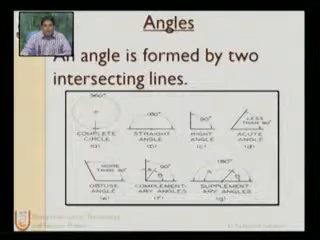 Angles
An angle is formed by two
intersecting lines.
360°
180°
90°
LESS
THAN 90°
COMPLETE
CIRCLE
(a)
STRAIGHT
ANGLE
(b)
RIGHT
ANGLE
(c)
ACUTE
ANGLE
(d)
MORE
THAN 90°
90°
180°
OBTUSE
ANGLE
(e)
COMPLEMENT-
ARY ANGLES
(f)
SUPPLEMENT-
ARY ANGLES
(g)